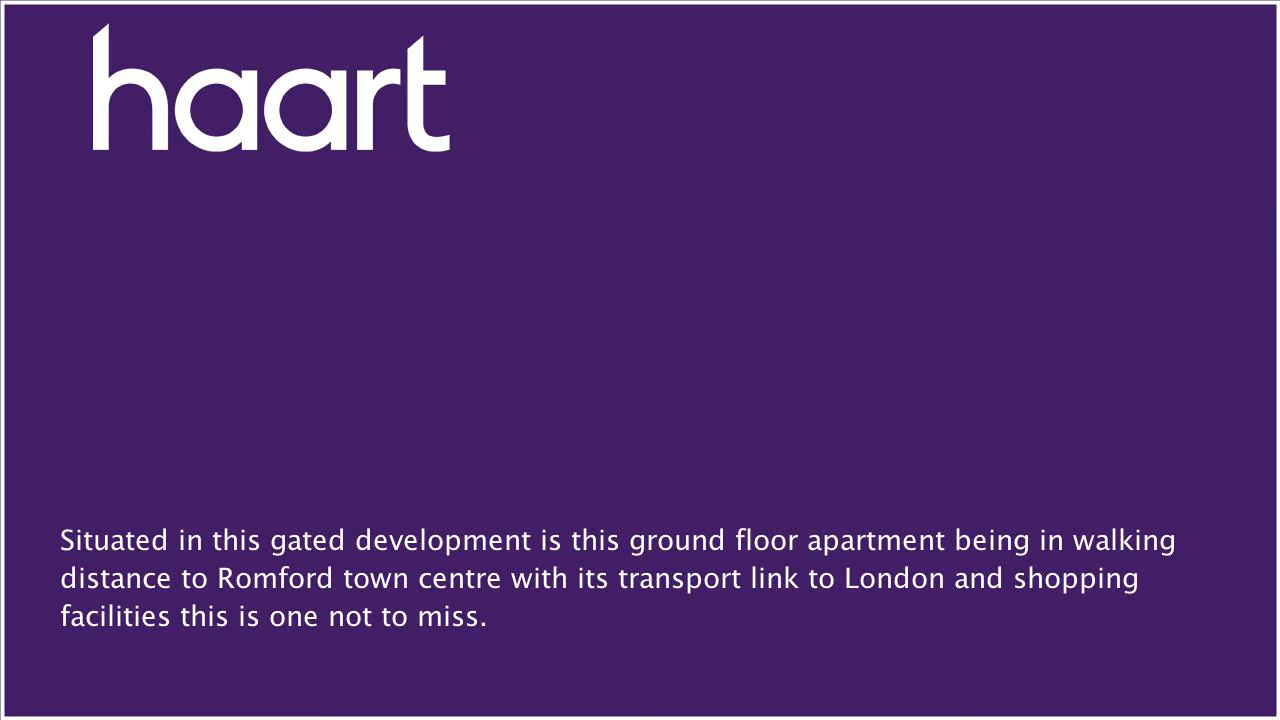 haart
Situated in this gated development is this ground floor apartment being in walking
distance to Romford town centre with its transport link to London and shopping
facilities this is one not to miss.